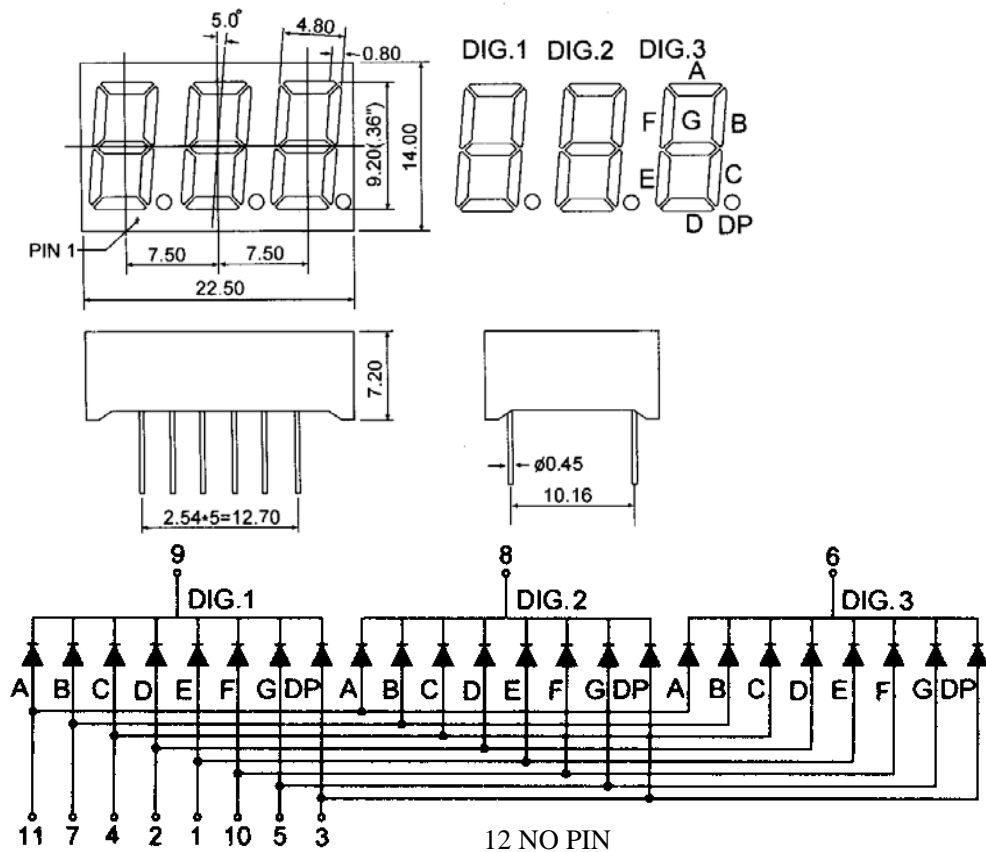 5.0°
4.80
0.80
DIG.1 DIG.2 DIG.3
A
F G B
E C
D DP
9.20(.36")
14.00
PIN 1
7.50 7.50
22.50
7.20
ø0.45
10.16
2.54*5=12.70
9 8 6
DIG.1 DIG.2 DIG.3
A B C D E F G DP A B C D E F G DP A B C D E F G DP
11 7 4 2 1 10 5 3
12 NO PIN